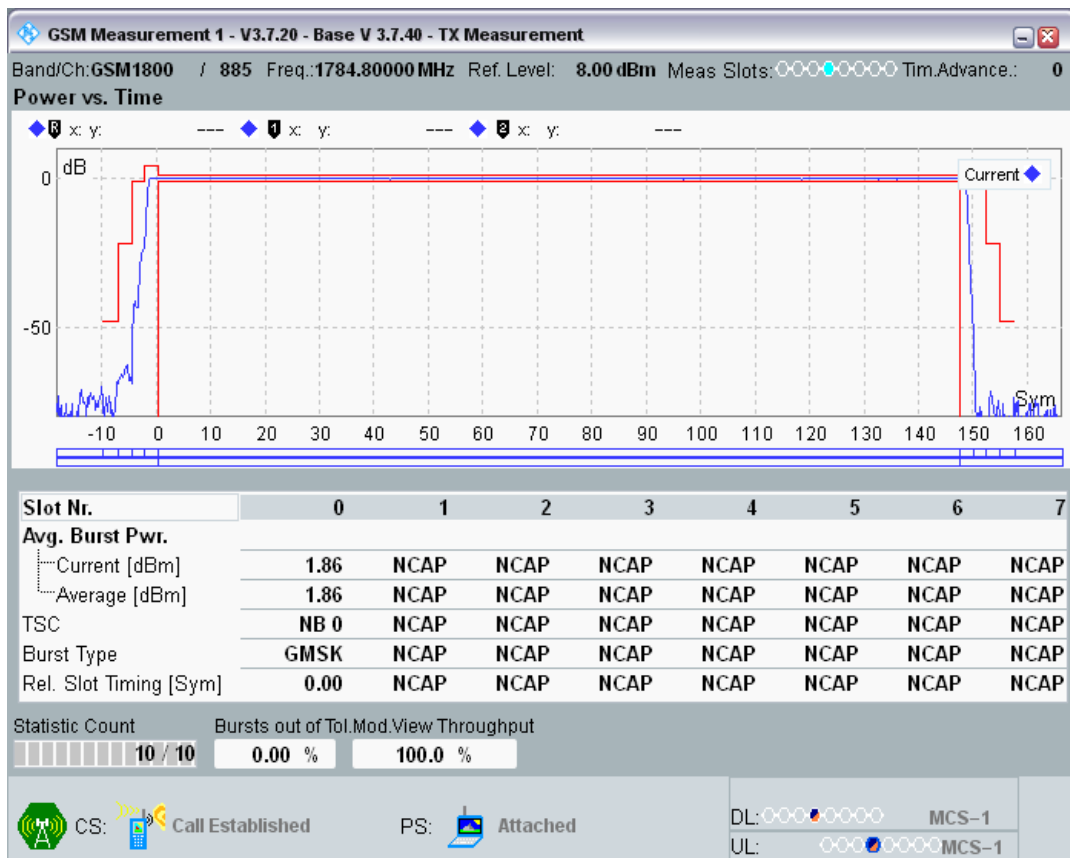 GSM Measurement 1 - V3.7.20 - Base V 3.7.40 - TX Measurement
Band/Ch:GSM1800 / 885 Freq.:1784.80000 MHz Ref. Level: 8.00 dBm Meas Slots: Tim.Advance.: 0
Power vs. Time
R x: y: --- 1 x: y: --- 2 x: y: ---
dB
Current
0
-50
Sym
-10 0 10 20 30 40 50 60 70 80 90 100 110 120 130 140 150 160
Slot Nr. 0 1 2 3 4 5 6 7
Avg. Burst Pwr.
Current [dBm] 1.86 NCAP NCAP NCAP NCAP NCAP NCAP NCAP
Average [dBm] 1.86 NCAP NCAP NCAP NCAP NCAP NCAP NCAP
TSC NB 0 NCAP NCAP NCAP NCAP NCAP NCAP NCAP
Burst Type GMSK NCAP NCAP NCAP NCAP NCAP NCAP NCAP
Rel. Slot Timing [Sym] 0.00 NCAP NCAP NCAP NCAP NCAP NCAP NCAP
Statistic Count Bursts out of Tol.Mod.View Throughput
10 / 10 0.00 % 100.0 %
CS: Call Established PS: Attached
DL: MCS-1
UL: MCS-1